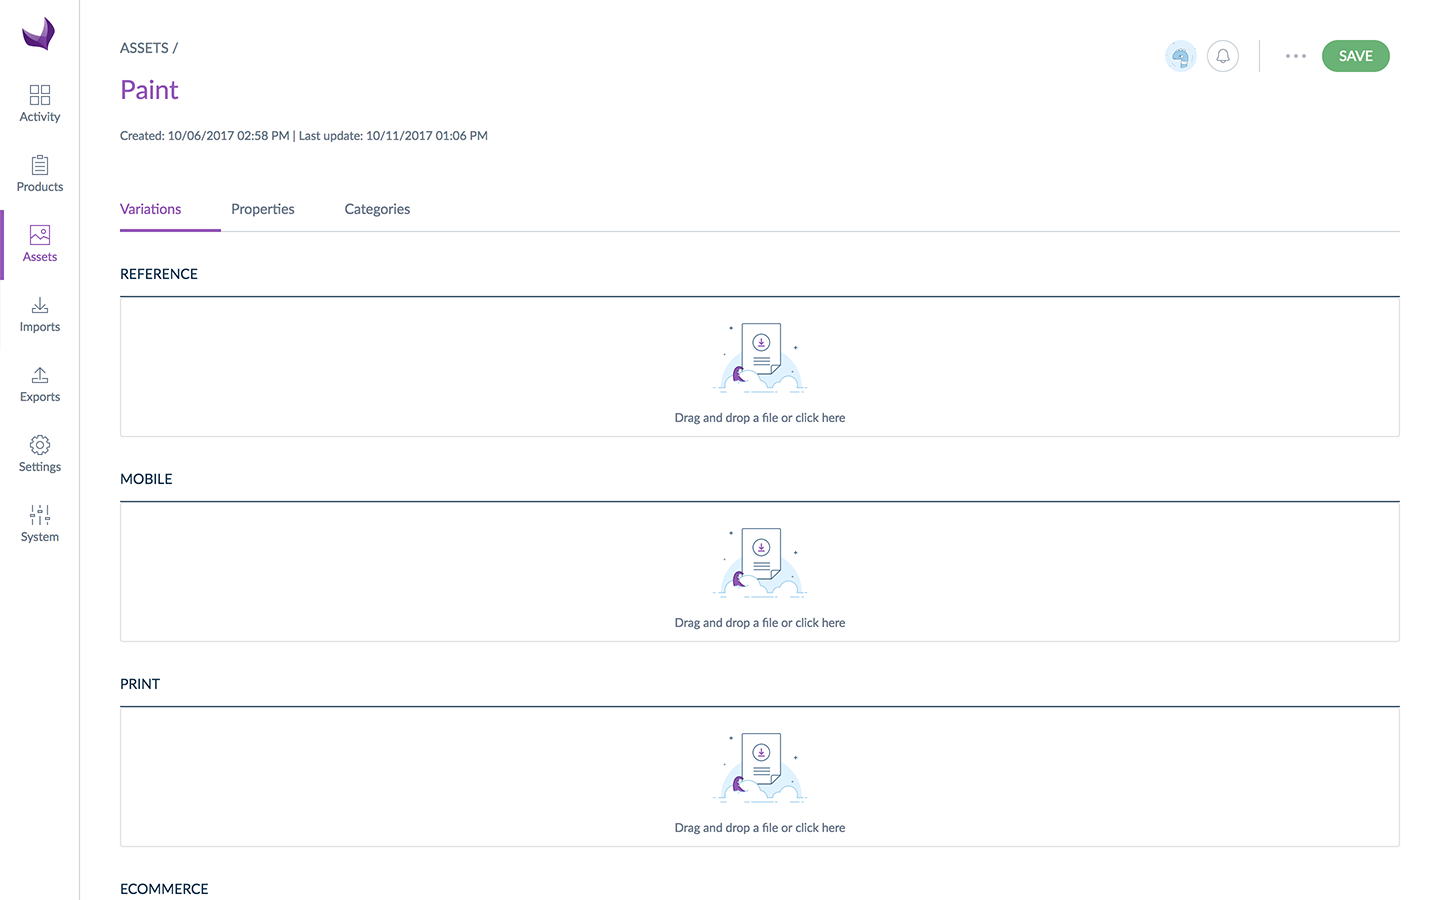 ASSETS /
SAVE
Paint
Created: 10/06/2017 02:58 PM | Last update: 10/11/2017 01:06 PM
Activity
Products
Assets
Imports
Exports
Settings
System
Variations
Properties
Categories
REFERENCE
Drag and drop a file or click here
MOBILE
Drag and drop a file or click here
PRINT
Drag and drop a file or click here
ECOMMERCE